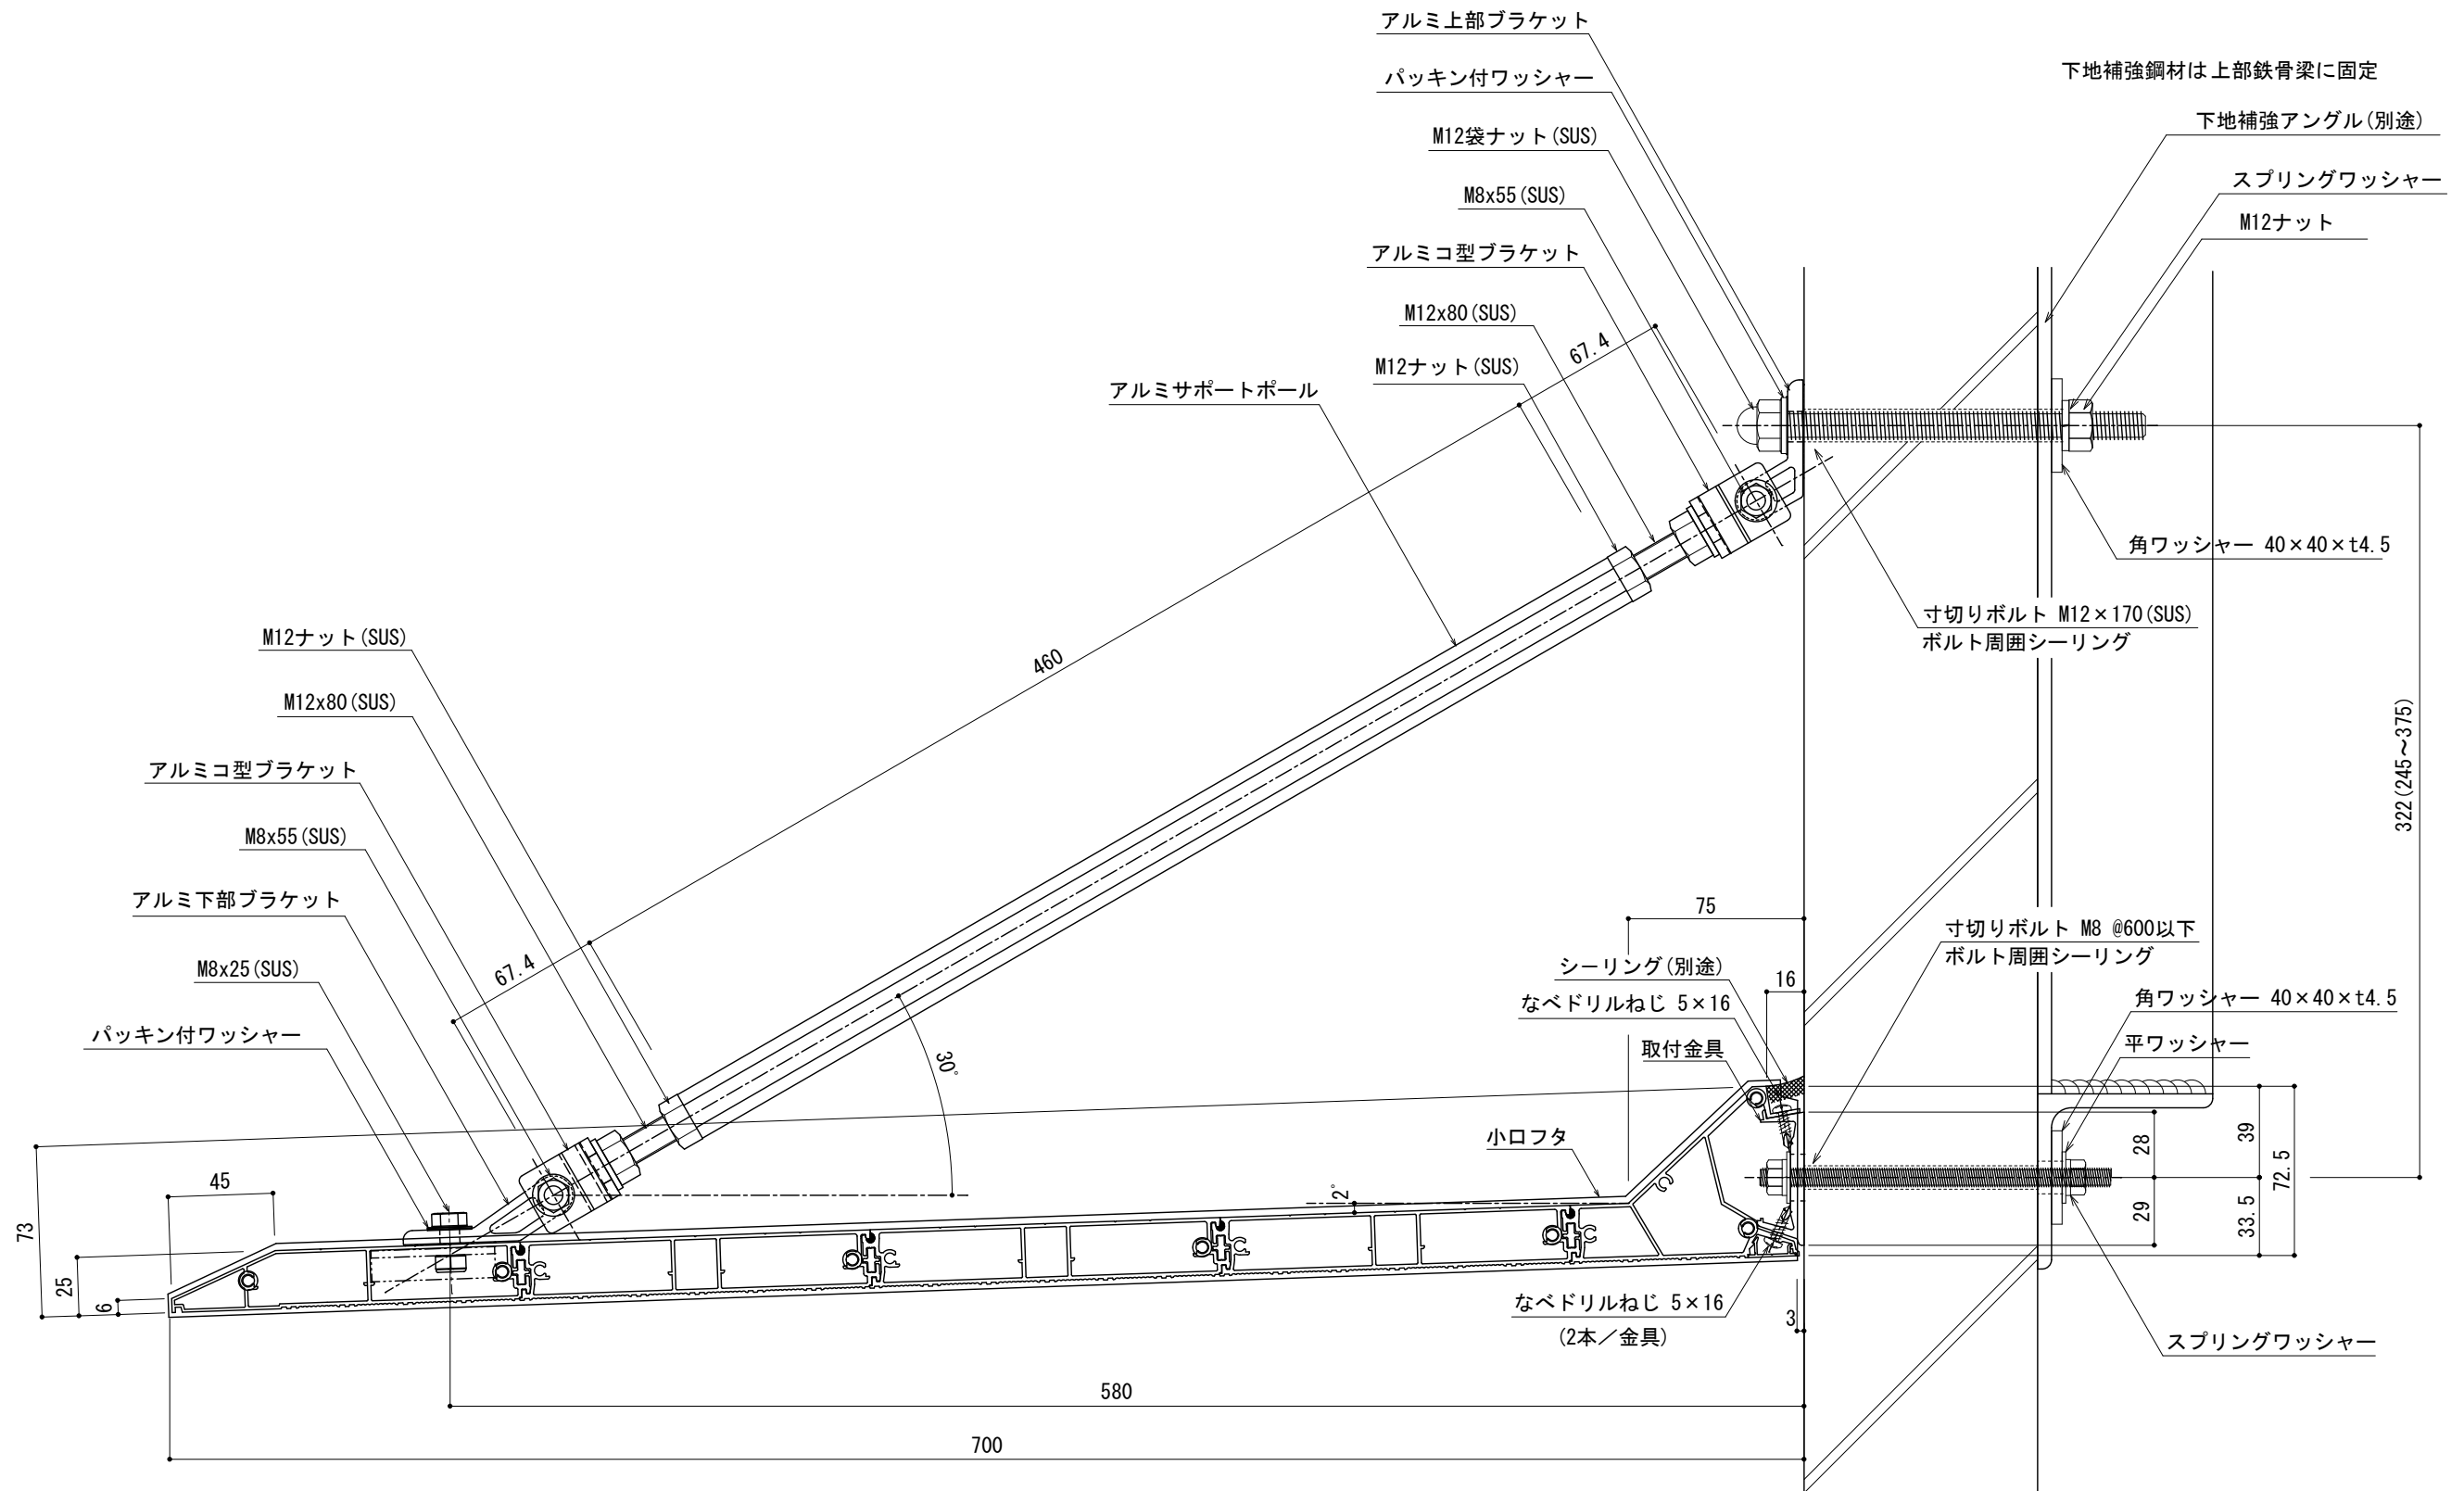 アルミ上部ブラケット
パッキン付ワッシャー
M12袋ナット(SUS)
M8x55(SUS)
アルミコ型ブラケット
M12x80(SUS)
M12ナット(SUS)
アルミサポートポール
67.4
460
67.4
下地補強鋼材は上部鉄骨梁に固定
下地補強アングル(別途)
スプリングワッシャー
M12ナット
角ワッシャー 40×40×t4.5
寸切りボルト M12×170(SUS)
ボルト周囲シーリング
322(245〜375)
M12ナット(SUS)
M12x80(SUS)
アルミコ型ブラケット
M8x55(SUS)
アルミ下部ブラケット
M8x25(SUS)
パッキン付ワッシャー
30°
2°
75
シーリング(別途)
16
なベドリルねじ 5×16
取付金具
小口フタ
寸切りボルト M8 @600以下
ボルト周囲シーリング
角ワッシャー 40×40×t4.5
平ワッシャー
28
29
39
33.5
72.5
スプリングワッシャー
なベドリルねじ 5×16
(2本／金具)
3
73
45
25
6
580
700